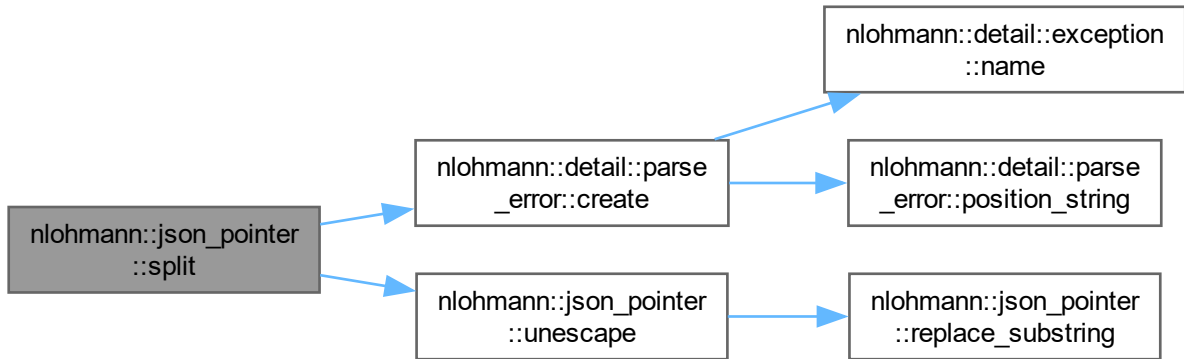 nlohmann::detail::exception
::name
nlohmann::detail::parse
_error::create
nlohmann::detail::parse
_error::position_string
nlohmann::json_pointer
::split
nlohmann::json_pointer
::unescape
nlohmann::json_pointer
::replace_substring